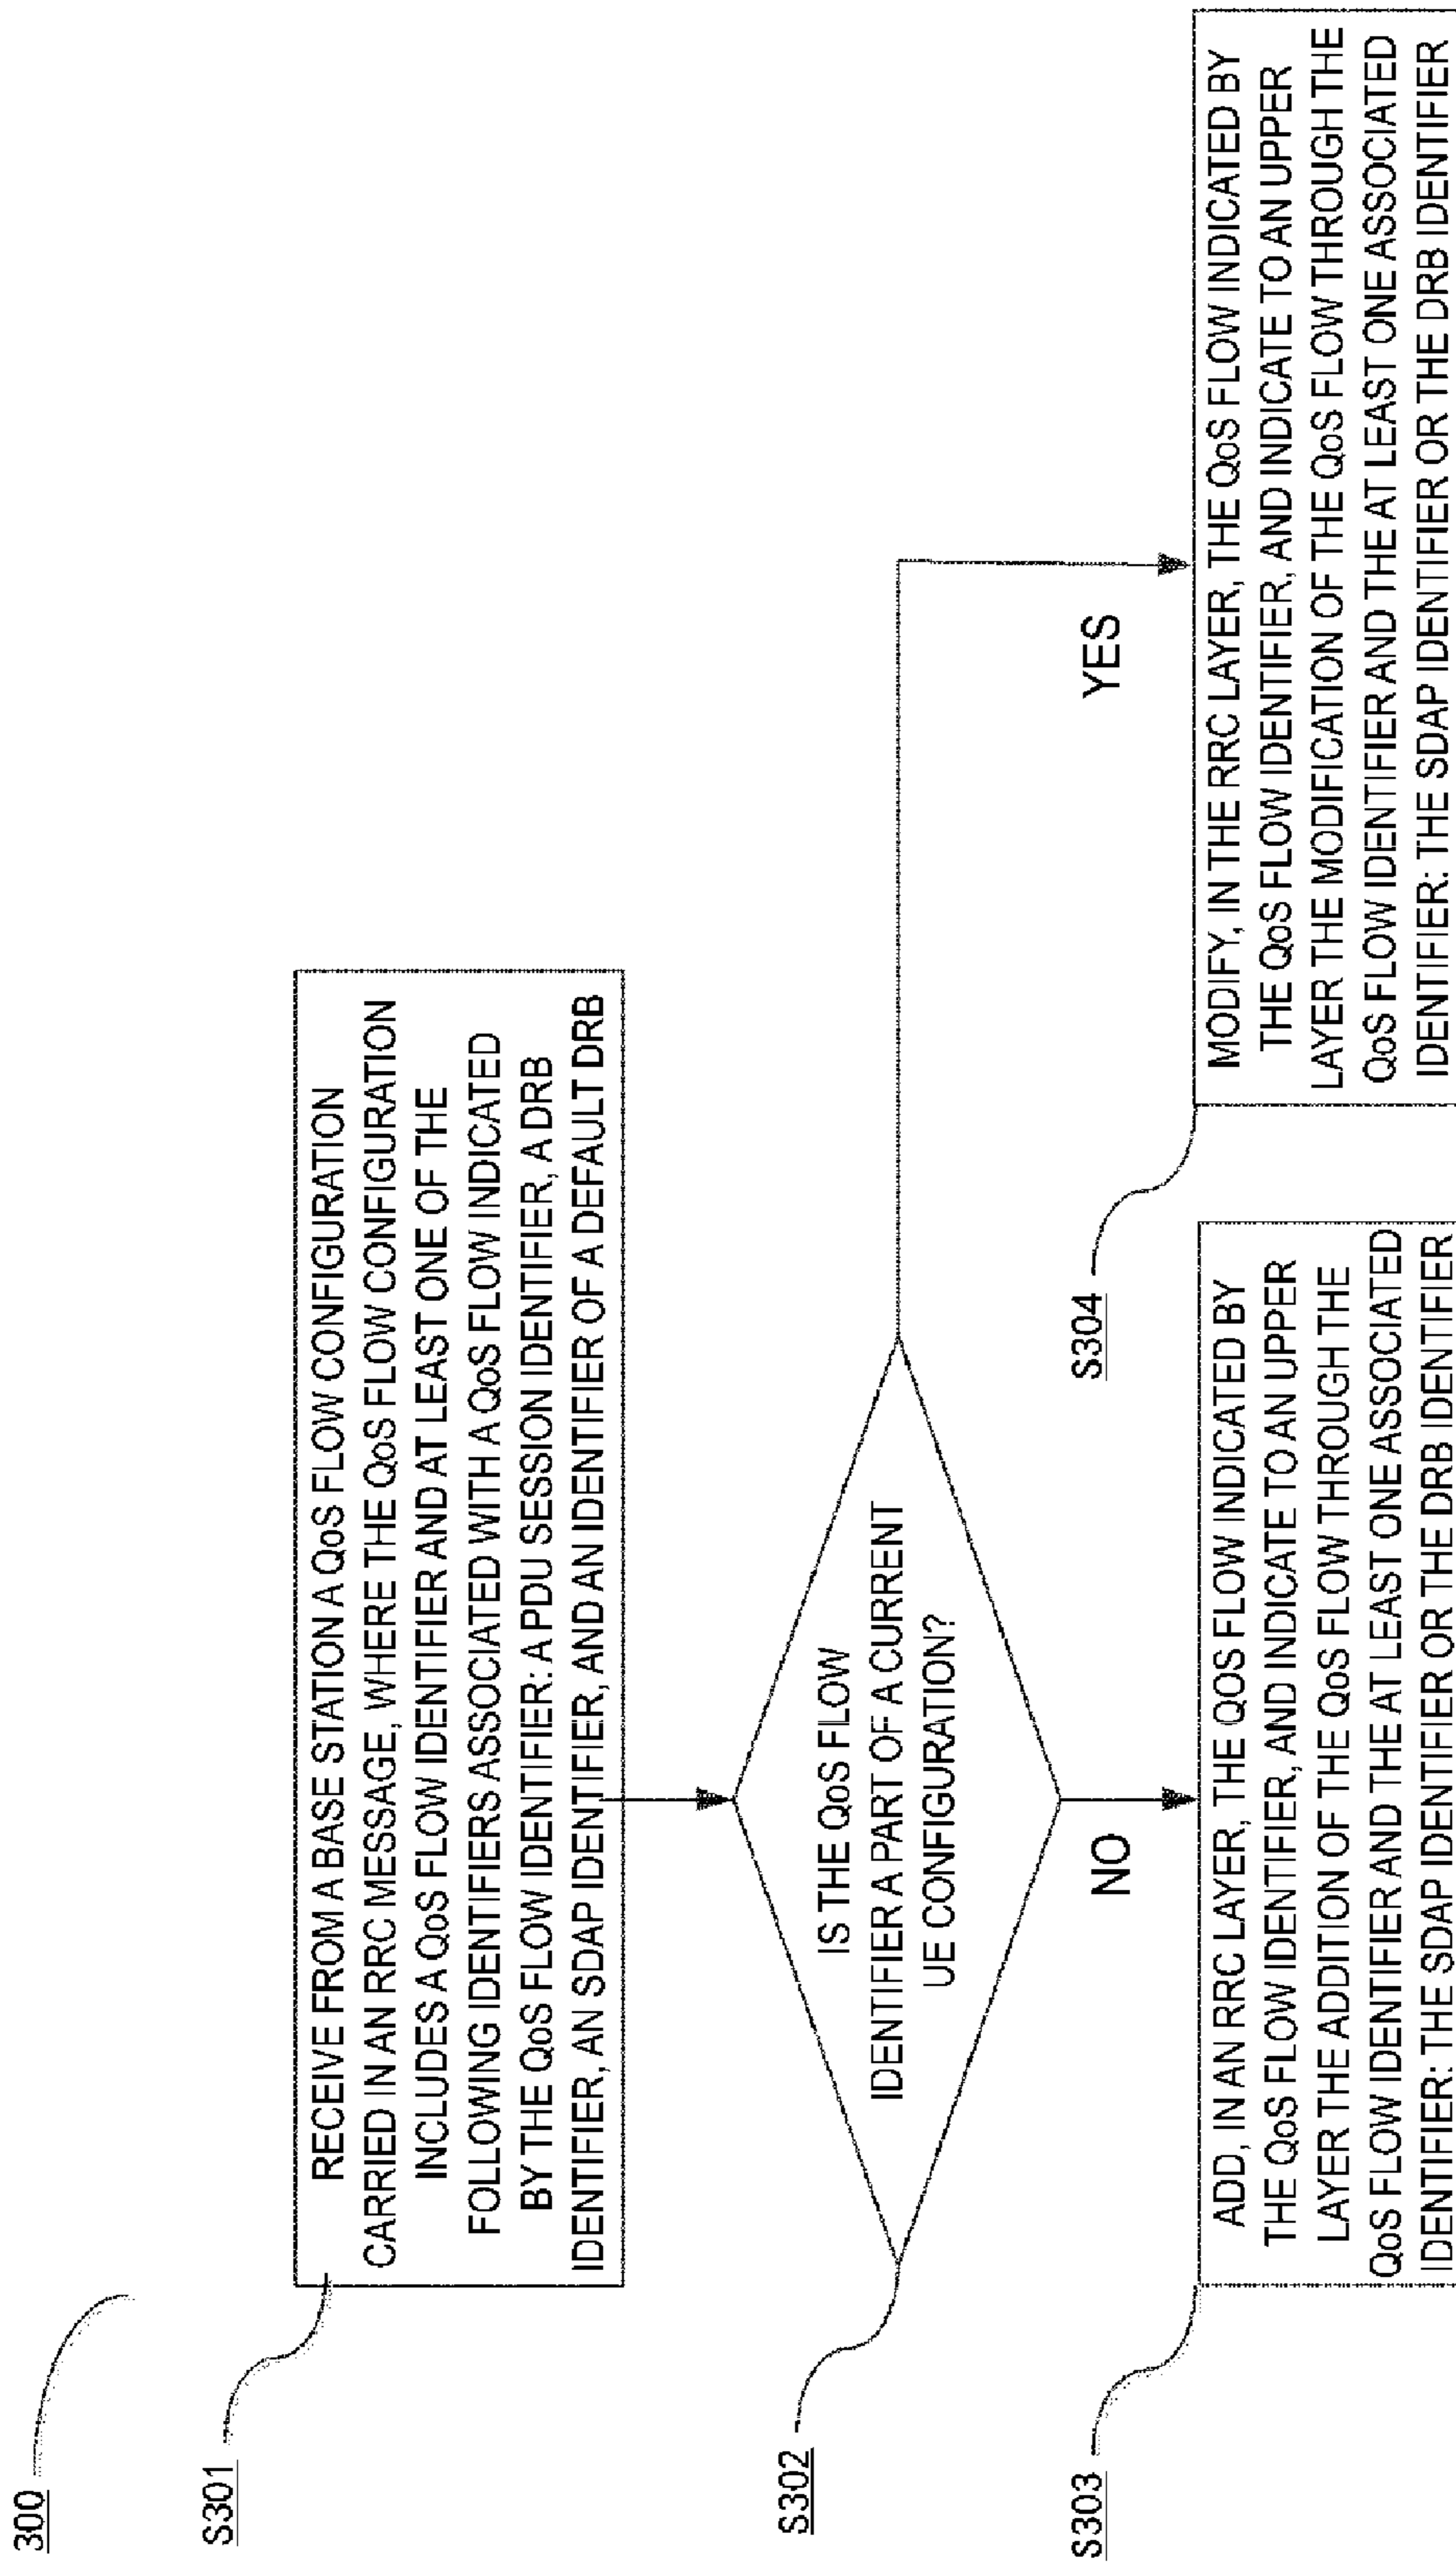 300
S301
RECEIVE FROM A BASE STATION A QoS FLOW CONFIGURATION
CARRIED IN AN RRC MESSAGE, WHERE THE QoS FLOW CONFIGURATION
INCLUDES A QoS FLOW IDENTIFIER AND AT LEAST ONE OF THE
FOLLOWING IDENTIFIERS ASSOCIATED WITH A QoS FLOW INDICATED
BY THE QoS FLOW IDENTIFIER: A PDU SESSION IDENTIFIER, A DRB
IDENTIFIER, AN SDAP IDENTIFIER, AND AN IDENTIFIER OF A DEFAULT DRB
S302
IS THE QoS FLOW
IDENTIFIER A PART OF A CURRENT
UE CONFIGURATION?
NO
YES
S303
ADD, IN AN RRC LAYER, THE QOS FLOW INDICATED BY
THE QoS FLOW IDENTIFIER, AND INDICATE TO AN UPPER
LAYER THE ADDITION OF THE QoS FLOW THROUGH THE
QoS FLOW IDENTIFIER AND THE AT LEAST ONE ASSOCIATED
IDENTIFIER: THE SDAP IDENTIFIER OR THE DRB IDENTIFIER
S304
MODIFY, IN THE RRC LAYER, THE QoS FLOW INDICATED BY
THE QoS FLOW IDENTIFIER, AND INDICATE TO AN UPPER
LAYER THE MODIFICATION OF THE QoS FLOW THROUGH THE
QoS FLOW IDENTIFIER AND THE AT LEAST ONE ASSOCIATED
IDENTIFIER: THE SDAP IDENTIFIER OR THE DRB IDENTIFIER